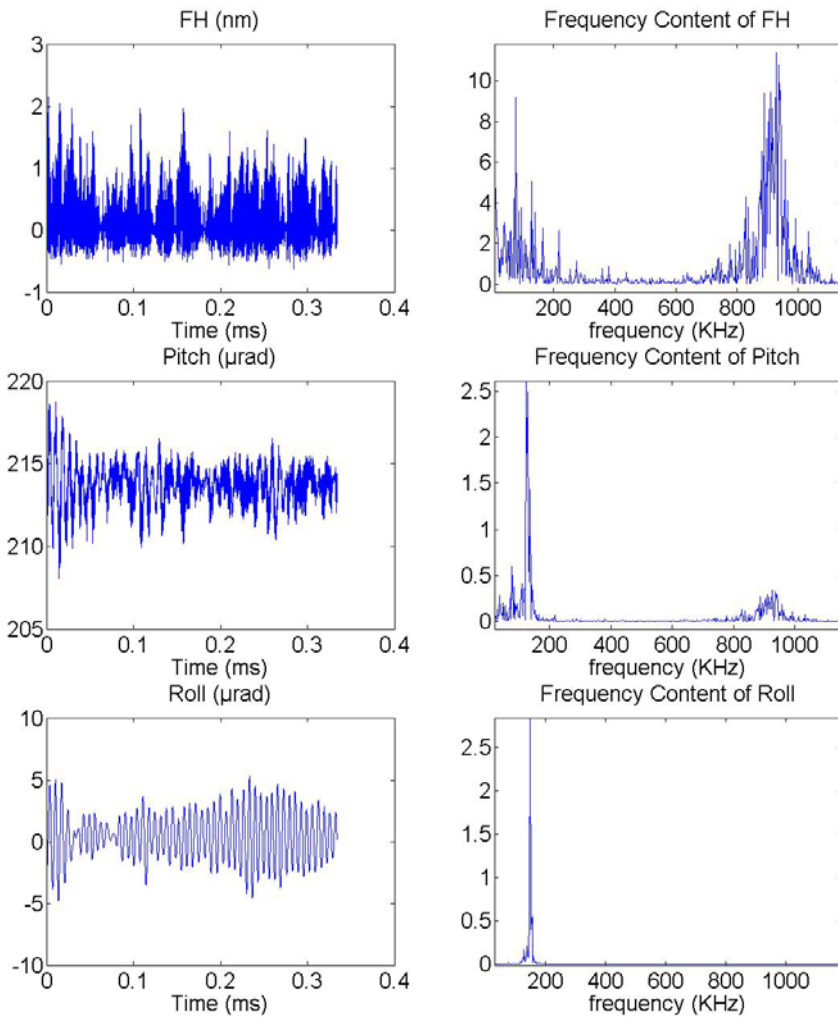 FH (nm)
3
2
1
0
-1
0 0.1 0.2 0.3 0.4
Time (ms)
Frequency Content of FH
10
8
6
4
2
0
200 400 600 800 1000
frequency (KHz)
Pitch (µrad)
220
215
210
205
0 0.1 0.2 0.3 0.4
Time (ms)
Frequency Content of Pitch
2.5
2
1.5
1
0.5
0
200 400 600 800 1000
frequency (KHz)
Roll (µrad)
10
5
0
-5
-10
0 0.1 0.2 0.3 0.4
Time (ms)
Frequency Content of Roll
2.5
2
1.5
1
0.5
0
200 400 600 800 1000
frequency (KHz)